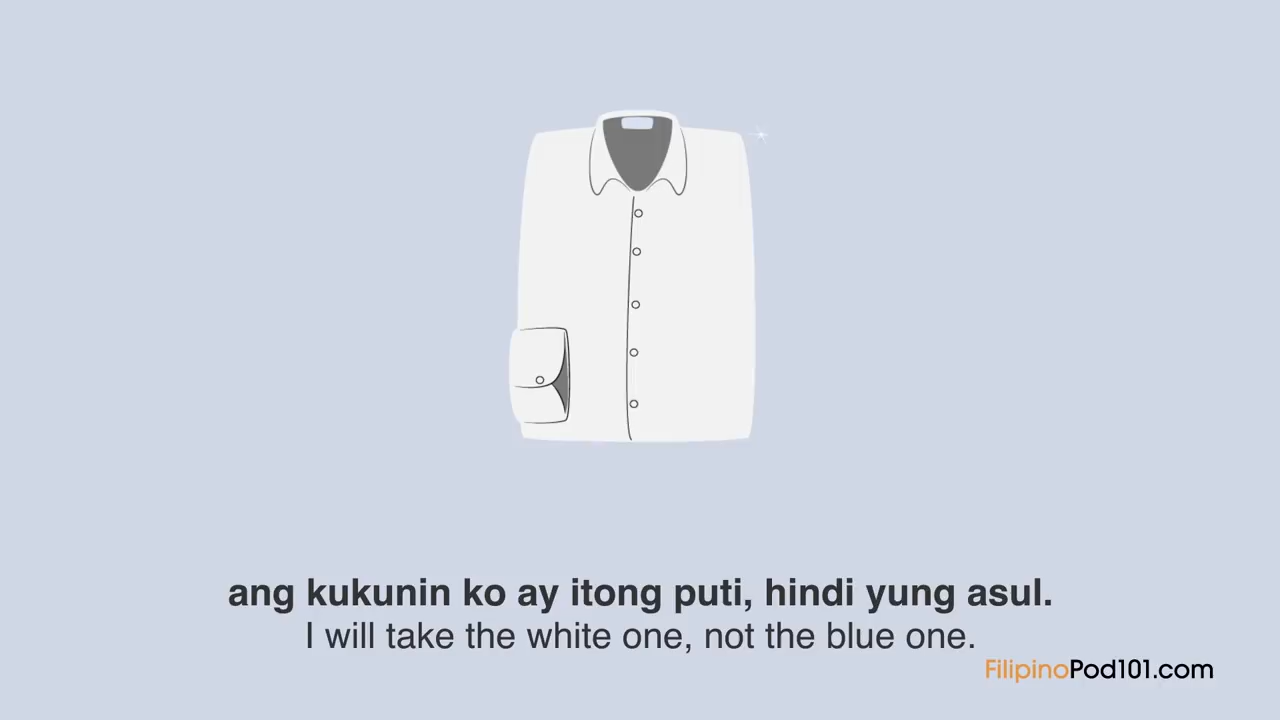 ang kukunin ko ay itong puti, hindi yung asul.
I will take the white one, not the blue one.
FilipinoPod101.com